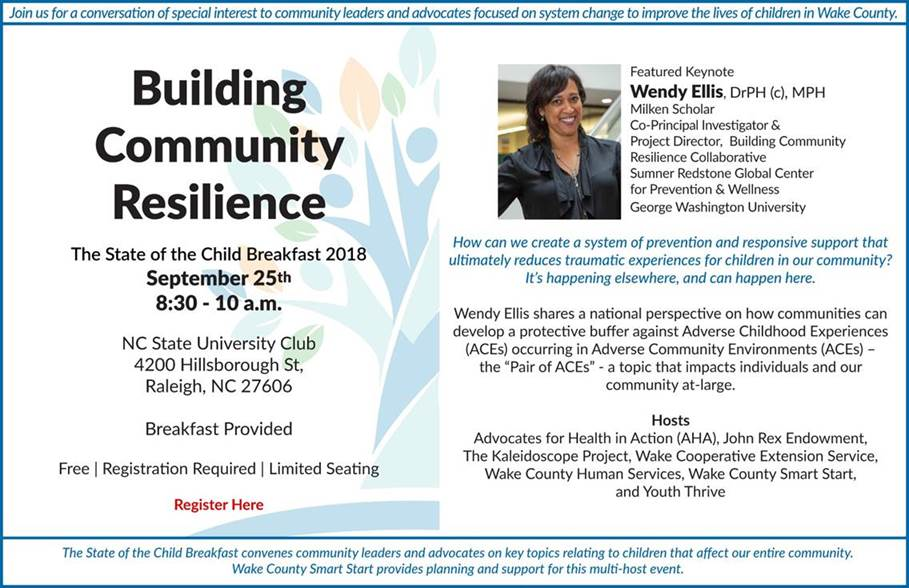 Join us for a conversation of special interest to community leaders and advocates focused on system change to improve the lives of children in Wake County.
Building
Community
Resilience
The State of the Child Breakfast 2018
September 25th
8:30 - 10 a.m.
NC State University Club
4200 Hillsborough St,
Raleigh, NC 27606
Breakfast Provided
Free | Registration Required | Limited Seating
Register Here
Featured Keynote
Wendy Ellis, DrPH (c), MPH
Milken Scholar
Co-Principal Investigator &
Project Director, Building Community
Resilience Collaborative
Sumner Redstone Global Center
for Prevention & Wellness
George Washington University
How can we create a system of prevention and responsive support that
ultimately reduces traumatic experiences for children in our community?
It’s happening elsewhere, and can happen here.
Wendy Ellis shares a national perspective on how communities can
develop a protective buffer against Adverse Childhood Experiences
(ACEs) occurring in Adverse Community Environments (ACEs) –
the “Pair of ACEs” - a topic that impacts individuals and our
community at-large.
Hosts
Advocates for Health in Action (AHA), John Rex Endowment,
The Kaleidoscope Project, Wake Cooperative Extension Service,
Wake County Human Services, Wake County Smart Start,
and Youth Thrive
The State of the Child Breakfast convenes community leaders and advocates on key topics relating to children that affect our entire community.
Wake County Smart Start provides planning and support for this multi-host event.